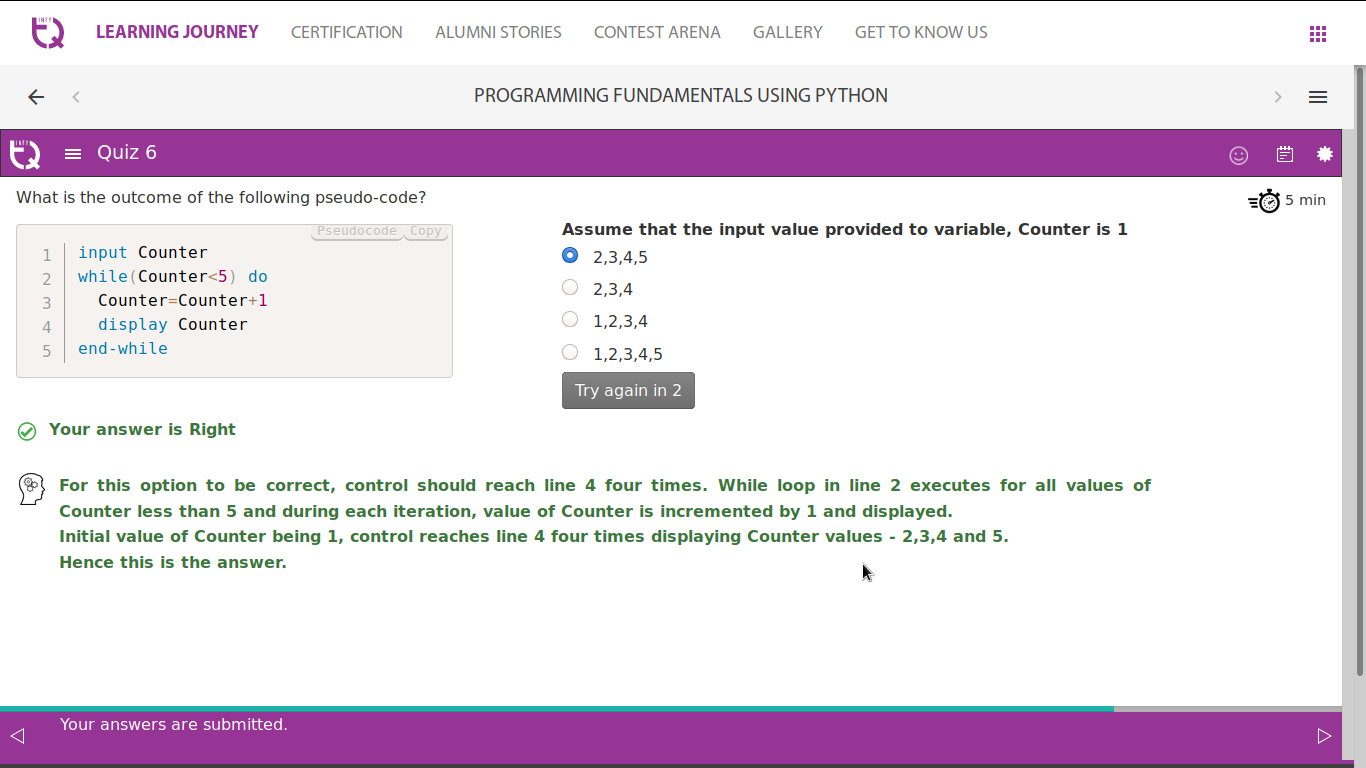 INFY
TQ
LEARNING JOURNEY CERTIFICATION ALUMNI STORIES CONTEST ARENA GALLERY GET TO KNOW US
PROGRAMMING FUNDAMENTALS USING PYTHON
INFY
TQ
Quiz 6
What is the outcome of the following pseudo-code?
5 min
Pseudocode Copy
1 input Counter
2 while(Counter<5) do
3 Counter=Counter+1
4 display Counter
5 end-while
Assume that the input value provided to variable, Counter is 1
2,3,4,5
2,3,4
1,2,3,4
1,2,3,4,5
Try again in 2
Your answer is Right
For this option to be correct, control should reach line 4 four times. While loop in line 2 executes for all values of
Counter less than 5 and during each iteration, value of Counter is incremented by 1 and displayed.
Initial value of Counter being 1, control reaches line 4 four times displaying Counter values - 2,3,4 and 5.
Hence this is the answer.
Your answers are submitted.